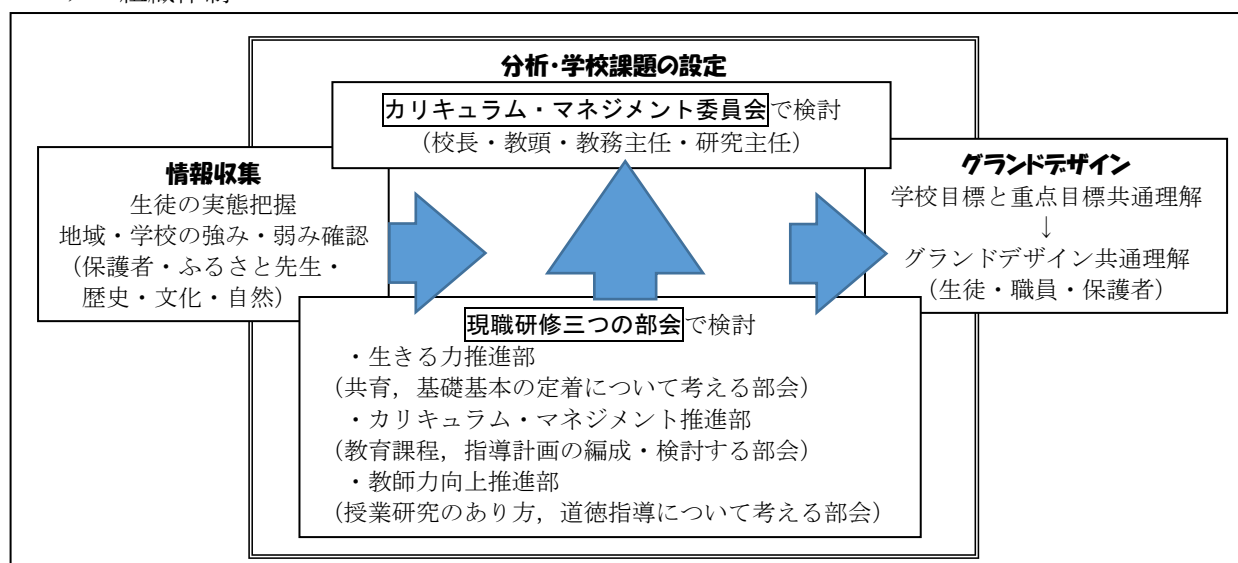 分析・学校課題の設定
カリキュラム・マネジメント委員会で検討
（校長・教頭・教務主任・研究主任）
情報収集
生徒の実態把握
地域・学校の強み・弱み確認
（保護者・ふるさと先生・
歴史・文化・自然）
グランドデザイン
学校目標と重点目標共通理解
↓
グランドデザイン共通理解
（生徒・職員・保護者）
現職研修三つの部会で検討
・生きる力推進部
（共育，基礎基本の定着について考える部会）
・カリキュラム・マネジメント推進部
（教育課程，指導計画の編成・検討する部会）
・教師力向上推進部
（授業研究のあり方，道徳指導について考える部会）